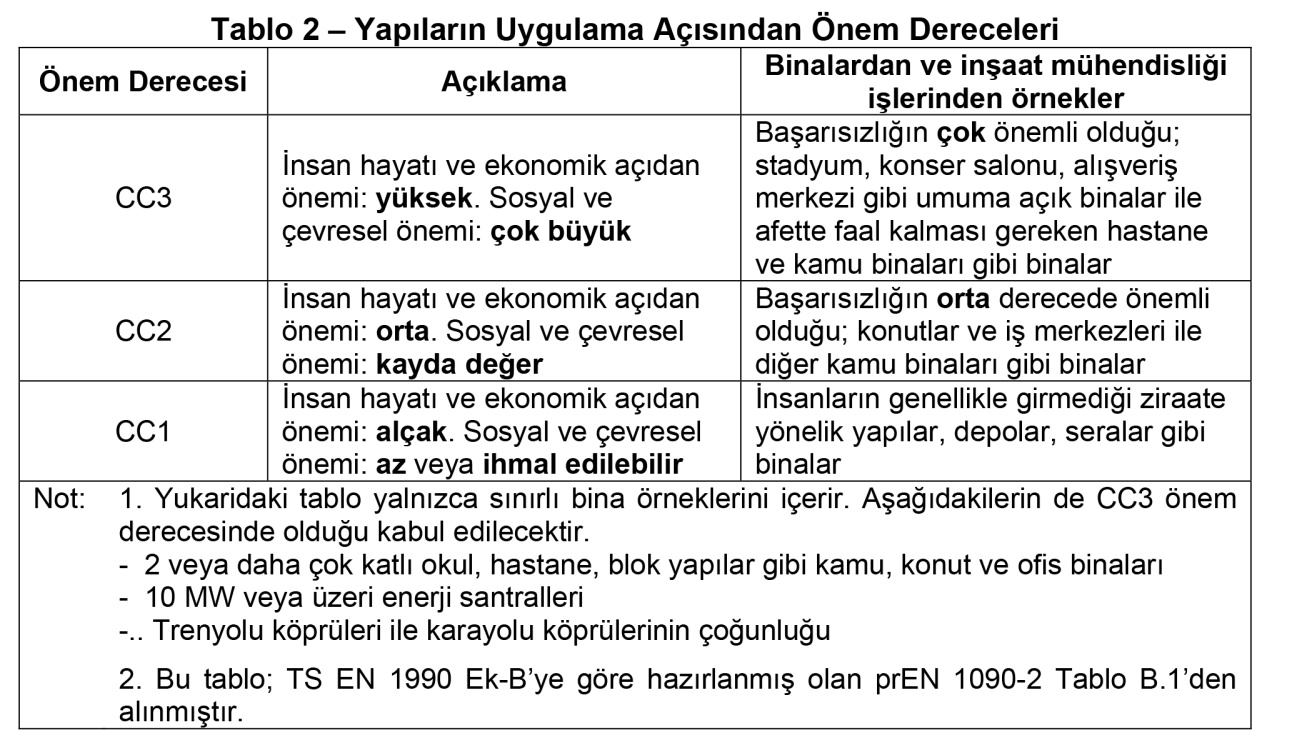 Tablo 2 – Yapıların Uygulama Açısından Önem Dereceleri
Önem Derecesi
Açıklama
Binalardan ve inşaat mühendisliği
işlerinden örnekler
CC3
İnsan hayatı ve ekonomik açıdan
önemi: yüksek. Sosyal ve
çevresel önemi: çok büyük
Başarısızlığın çok önemli olduğu;
stadyum, konser salonu, alışveriş
merkezi gibi umuma açık binalar ile
afette faal kalması gereken hastane
ve kamu binaları gibi binalar
CC2
İnsan hayatı ve ekonomik açıdan
önemi: orta. Sosyal ve çevresel
önemi: kayda değer
Başarısızlığın orta derecede önemli
olduğu; konutlar ve iş merkezleri ile
diğer kamu binaları gibi binalar
CC1
İnsan hayatı ve ekonomik açıdan
önemi: alçak. Sosyal ve çevresel
önemi: az veya ihmal edilebilir
İnsanların genellikle girmediği ziraate
yönelik yapılar, depolar, seralar gibi
binalar
Not: 1. Yukaridaki tablo yalnızca sınırlı bina örneklerini içerir. Aşağıdakilerin de CC3 önem
derecesinde olduğu kabul edilecektir.
- 2 veya daha çok katlı okul, hastane, blok yapılar gibi kamu, konut ve ofis binaları
- 10 MW veya üzeri enerji santralleri
-.. Trenyolu köprüleri ile karayolu köprülerinin çoğunluğu
2. Bu tablo; TS EN 1990 Ek-B’ye göre hazırlanmış olan prEN 1090-2 Tablo B.1’den
alınmıştır.